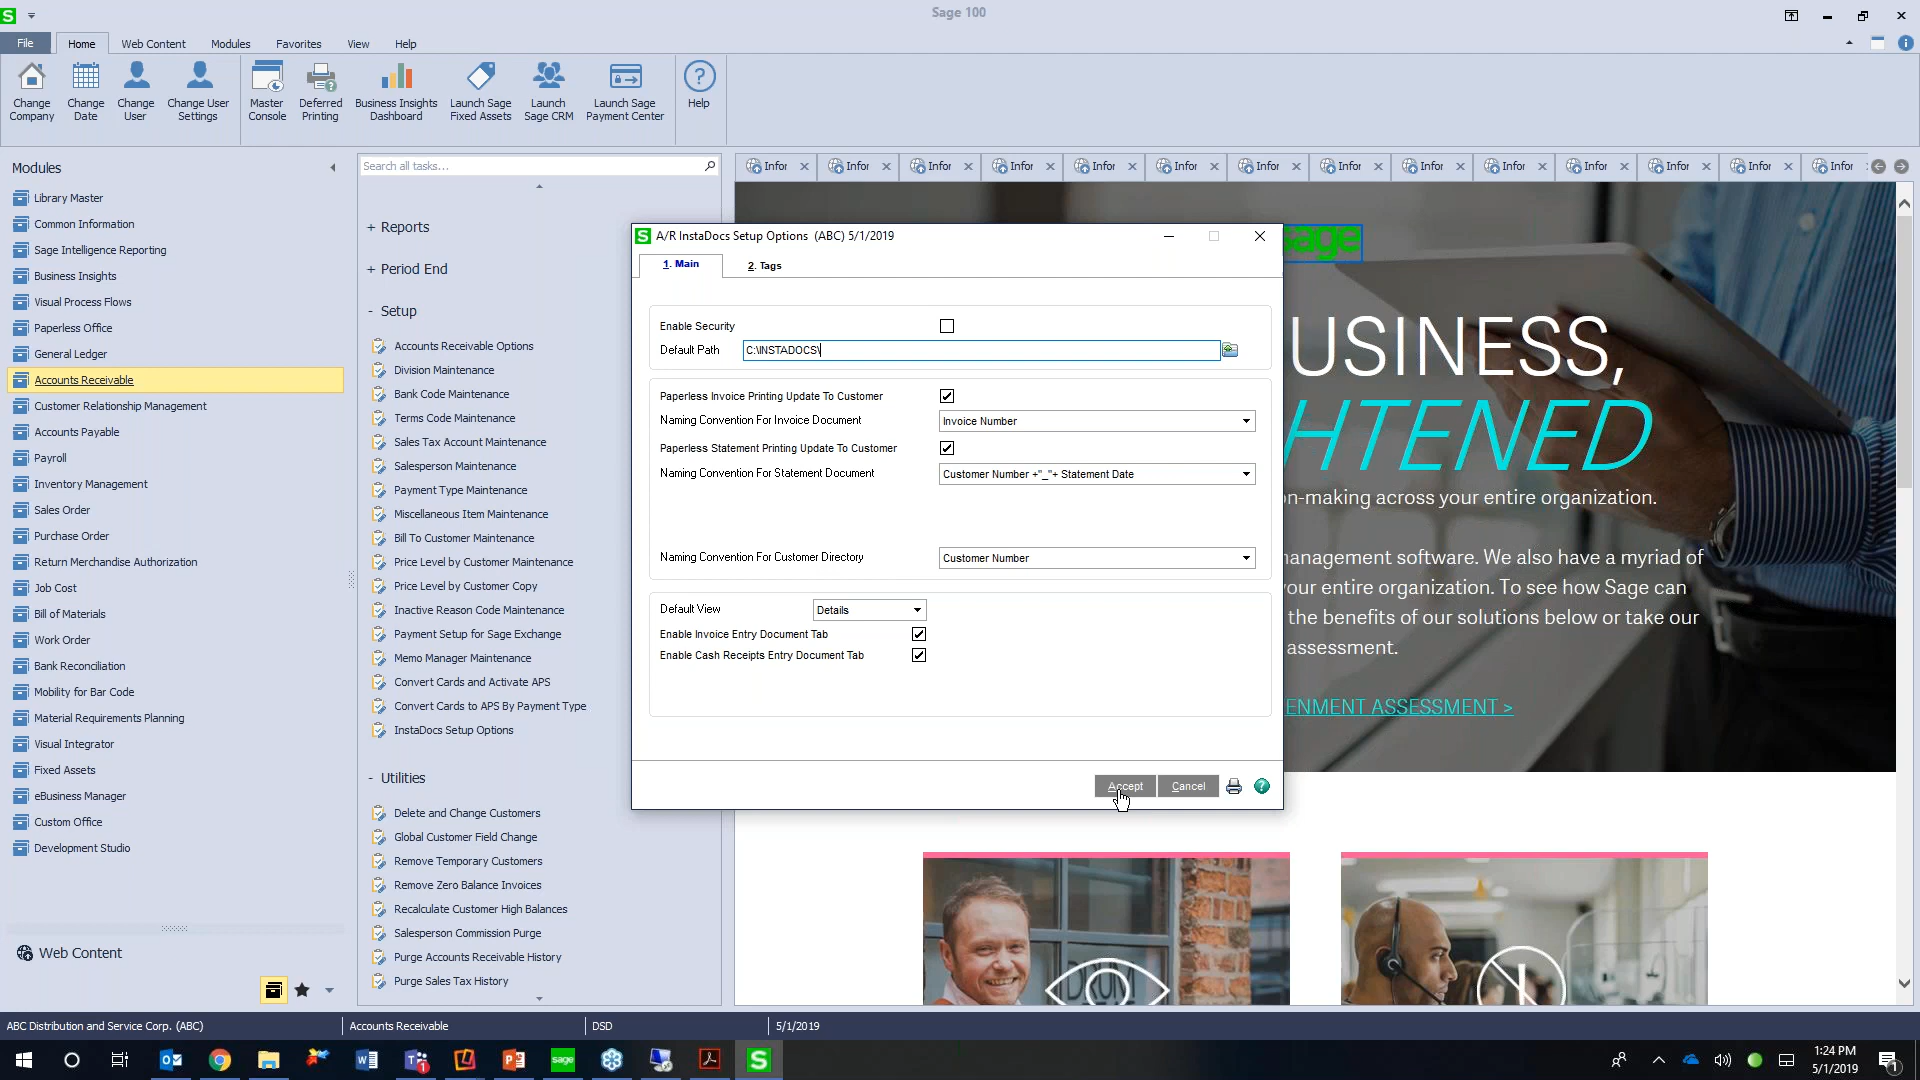 Sage 100
File Home Web Content Modules Favorites View Help
Change Company
Change Date
Change User
Change User Settings
Master Console
Deferred Printing
Business Insights Dashboard
Launch Sage Fixed Assets
Launch Sage CRM
Launch Sage Payment Center
Help
Modules
Library Master
Common Information
Sage Intelligence Reporting
Business Insights
Visual Process Flows
Paperless Office
General Ledger
Accounts Receivable
Customer Relationship Management
Accounts Payable
Payroll
Inventory Management
Sales Order
Purchase Order
Return Merchandise Authorization
Job Cost
Bill of Materials
Work Order
Bank Reconciliation
Mobility for Bar Code
Material Requirements Planning
Visual Integrator
Fixed Assets
eBusiness Manager
Custom Office
Development Studio
Web Content
Search all tasks...
+ Reports
+ Period End
- Setup
Accounts Receivable Options
Division Maintenance
Bank Code Maintenance
Terms Code Maintenance
Sales Tax Account Maintenance
Salesperson Maintenance
Payment Type Maintenance
Miscellaneous Item Maintenance
Bill To Customer Maintenance
Price Level by Customer Maintenance
Price Level by Customer Copy
Inactive Reason Code Maintenance
Payment Setup for Sage Exchange
Memo Manager Maintenance
Convert Cards and Activate APS
Convert Cards to APS By Payment Type
InstaDocs Setup Options
- Utilities
Delete and Change Customers
Global Customer Field Change
Remove Temporary Customers
Remove Zero Balance Invoices
Recalculate Customer High Balances
Salesperson Commission Purge
Purge Accounts Receivable History
Purge Sales Tax History
Infor Infor Infor Infor Infor Infor Infor Infor Infor Infor Infor Infor Infor Infor
A/R InstaDocs Setup Options (ABC) 5/1/2019
1. Main 2. Tags
Enable Security
Default Path C:\INSTADOCS\
Paperless Invoice Printing Update To Customer
Naming Convention For Invoice Document Invoice Number
Paperless Statement Printing Update To Customer
Naming Convention For Statement Document Customer Number +"_"+ Statement Date
Naming Convention For Customer Directory Customer Number
Default View Details
Enable Invoice Entry Document Tab
Enable Cash Receipts Entry Document Tab
Accept Cancel
sage
USINESS,
HTENED
on-making across your entire organization.
anagement software. We also have a myriad of
your entire organization. To see how Sage can
the benefits of our solutions below or take our
assessment.
ENMENT ASSESSMENT >
ABC Distribution and Service Corp. (ABC) Accounts Receivable DSD 5/1/2019
sage
1:24 PM
5/1/2019